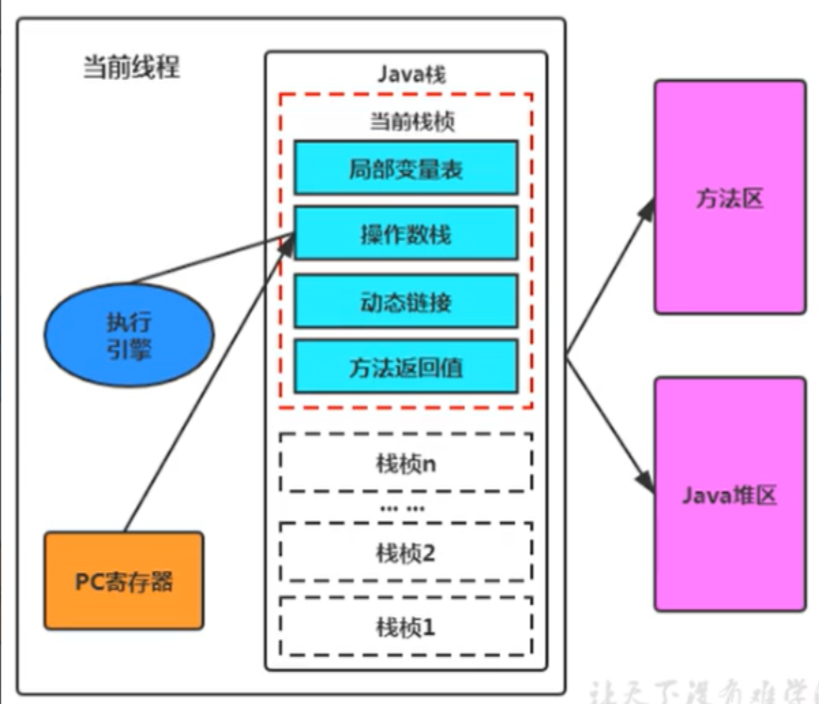 当前线程
Java栈
当前栈桢
局部变量表
操作数栈
动态链接
方法返回值
执行
引擎
PC寄存器
栈桢n
... ...
栈桢2
栈桢1
方法区
Java堆区
让天下没有难学